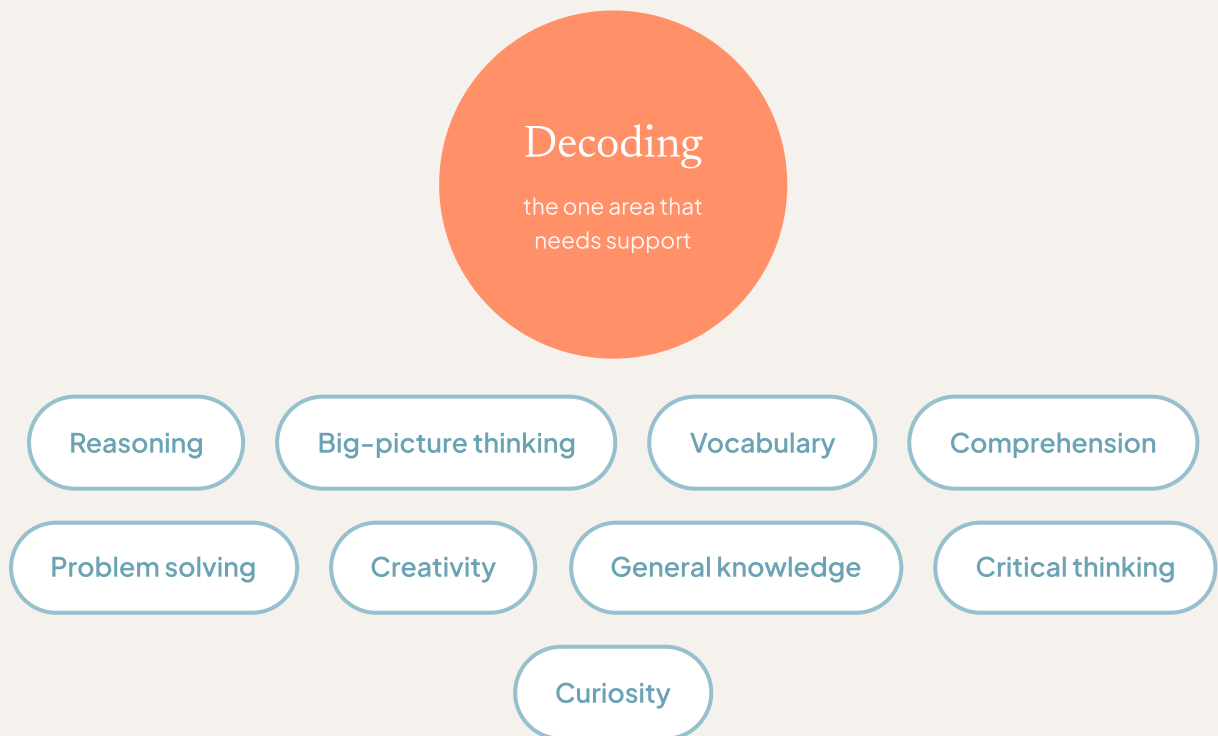 Decoding
the one area that
needs support
Reasoning
Big-picture thinking
Vocabulary
Comprehension
Problem solving
Creativity
General knowledge
Critical thinking
Curiosity